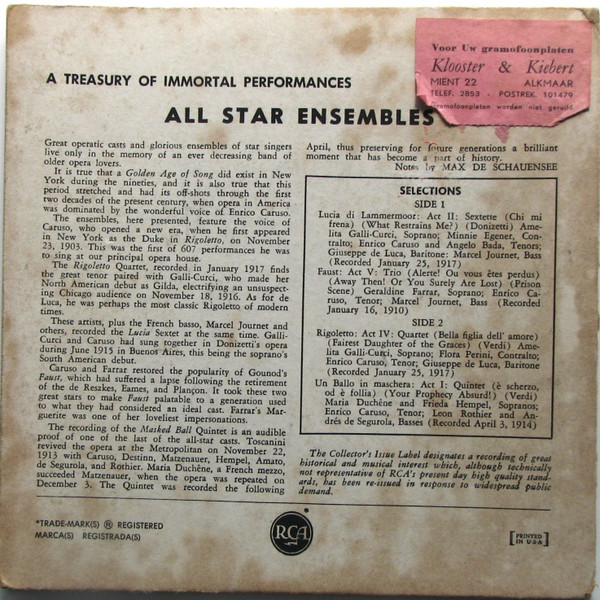 Voor Uw gramofoonplaten
Klooster & Kiebert
MIENT 22 ALKMAAR
TELEF. 2853 - POSTREK. 101479
Gramofoonplaten worden niet geruild
A TREASURY OF IMMORTAL PERFORMANCES
ALL STAR ENSEMBLES
Great operatic casts and glorious ensembles of star singers
live only in the memory of an ever decreasing band of
older opera lovers.
It is true that a Golden Age of Song did exist in New
York during the nineties, and it is also true that this
period stretched and had its off-shoots through the first
two decades of the present century, when opera in America
was dominated by the wonderful voice of Enrico Caruso.
The ensembles, here presented, feature the voice of
Caruso, who opened a new era, when he first appeared
in New York as the Duke in Rigoletto, on November
23, 1903. This was the first of 607 performances he was
to sing at our principal opera house.
The Rigoletto Quartet, recorded in January 1917 finds
the great tenor paired with Galli-Curci, who made her
North American debut as Gilda, electrifying an unsuspect-
ing Chicago audience on November 18, 1916. As for de
Luca, he was perhaps the most classic Rigoletto of modern
times.
These artists, plus the French basso, Marcel Journet and
others, recorded the Lucia Sextet at the same time. Galli-
Curci and Caruso had sung together in Donizetti's opera
during June 1915 in Buenos Aires, this being the soprano's
South American debut.
Caruso and Farrar restored the popularity of Gounod's
Faust, which had suffered a lapse following the retirement
of the de Reszkes, Eames, and Plançon. It took these two
great stars to make Faust palatable to a generation used
to what they had considered an ideal cast. Farrar's Mar-
guerite was one of her loveliest impersonations.
The recording of the Masked Ball Quintet is an audible
proof of one of the last of the all-star casts. Toscanini
revived the opera at the Metropolitan on November 22,
1913 with Caruso, Destinn, Matzenauer, Hempel, Amato,
de Segurola, and Rothier. Maria Duchêne, a French mezzo,
succeeded Matzenauer, when the opera was repeated on
December 3. The Quintet was recorded the following
April, thus preserving for future generations a brilliant
moment that has become a part of history.
Notes by MAX DE SCHAUENSEE
SELECTIONS
SIDE 1
Lucia di Lammermoor: Act II: Sextette (Chi mi
frena) (What Restrains Me?) (Donizetti) Ame-
lita Galli-Curci, Soprano; Minnie Egener, Con-
tralto; Enrico Caruso and Angelo Bada, Tenors;
Giuseppe de Luca, Baritone: Marcel Journet, Bass
(Recorded January 25, 1917)
Faust: Act V: Trio (Alerte! Ou vous êtes perdus)
(Away Then! Or You Surely Are Lost) (Prison
Scene) Geraldine Farrar, Soprano; Enrico Ca-
ruso, Tenor; Marcel Journet, Bass (Recorded
January 16, 1910)
SIDE 2
Rigoletto: Act IV: Quartet (Bella figlia dell' amore)
(Fairest Daughter of the Graces) (Verdi) Ame-
lita Galli-Curci, Soprano; Flora Perini, Contralto;
Enrico Caruso, Tenor; Giuseppe de Luca, Baritone
(Recorded January 25, 1917)
Un Ballo in maschera: Act I: Quintet (è scherzo,
od è follia) (Your Prophecy Absurd!) (Verdi)
Maria Duchêne and Frieda Hempel, Sopranos;
Enrico Caruso, Tenor; Leon Rothier and An-
drés de Segurola, Basses (Recorded April 3, 1914)
The Collector's Issue Label designates a recording of great
historical and musical interest which, although technically
not representative of RCA's present day high quality stand-
ards, has been re-issued in response to widespread public
demand.
*TRADE-MARK(S) ® REGISTERED
MARCA(S) REGISTRADA(S)
RCA
PRINTED
IN U.S.A.